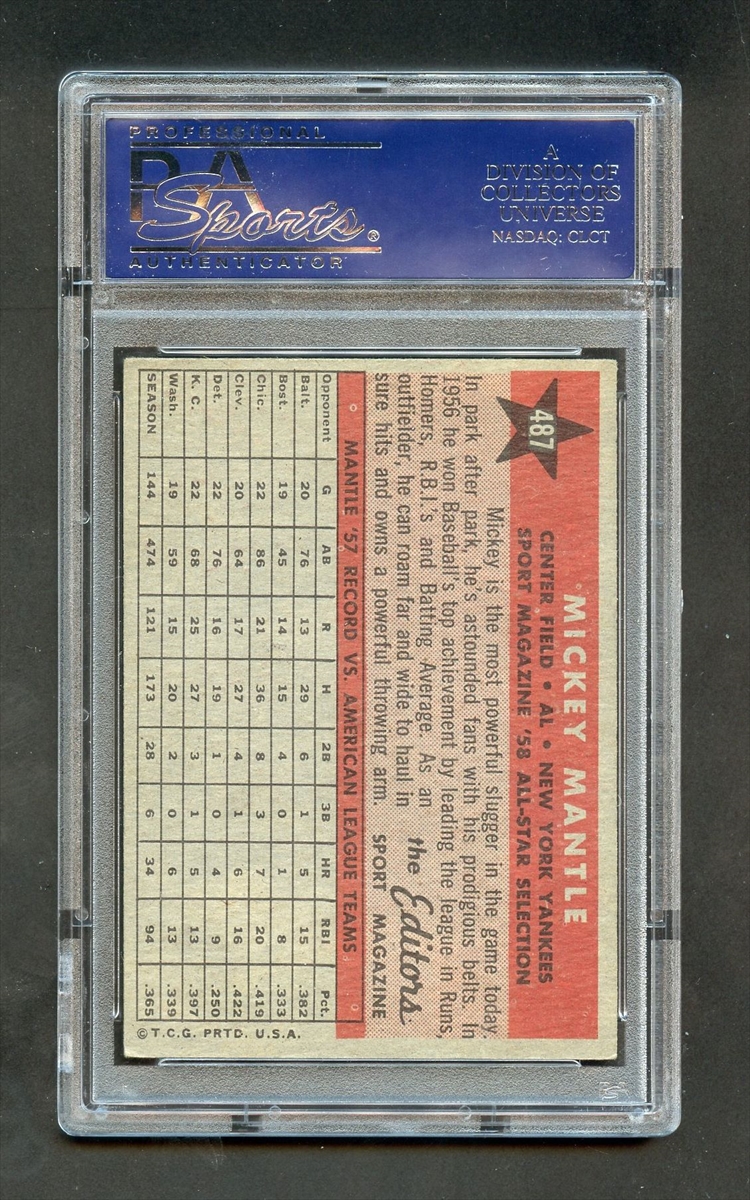 PROFESSIONAL
PSA
Sports®
AUTHENTICATOR
A
DIVISION OF
COLLECTORS
UNIVERSE
NASDAQ: CLCT
487
MICKEY MANTLE
CENTER FIELD • AL • NEW YORK YANKEES
SPORT MAGAZINE '58 ALL-STAR SELECTION
Mickey is the most powerful slugger in the game today.
In park after park, he's astounded fans with his prodigious belts. In
1956 he won Baseball's top achievement by leading the league in Runs,
Homers, R.B.I.'s and Batting Average. As an
outfielder, he can roam far and wide to haul in
sure hits and owns a powerful throwing arm.
the Editors
SPORT MAGAZINE
MANTLE '57 RECORD VS. AMERICAN LEAGUE TEAMS
Opponent G AB R H 2B 3B HR RBI Pct.
Balt. 20 76 13 29 6 1 5 15 .382
Bost. 19 45 14 15 4 0 1 8 .333
Chic. 22 86 21 36 8 3 7 20 .419
Clev. 20 64 17 27 4 1 6 16 .422
Det. 22 76 16 19 1 0 4 9 .250
K. C. 22 68 25 27 3 1 5 13 .397
Wash. 19 59 15 20 2 0 6 13 .339
SEASON 144 474 121 173 28 6 34 94 .365
©T.C.G. PRTD. U.S.A.